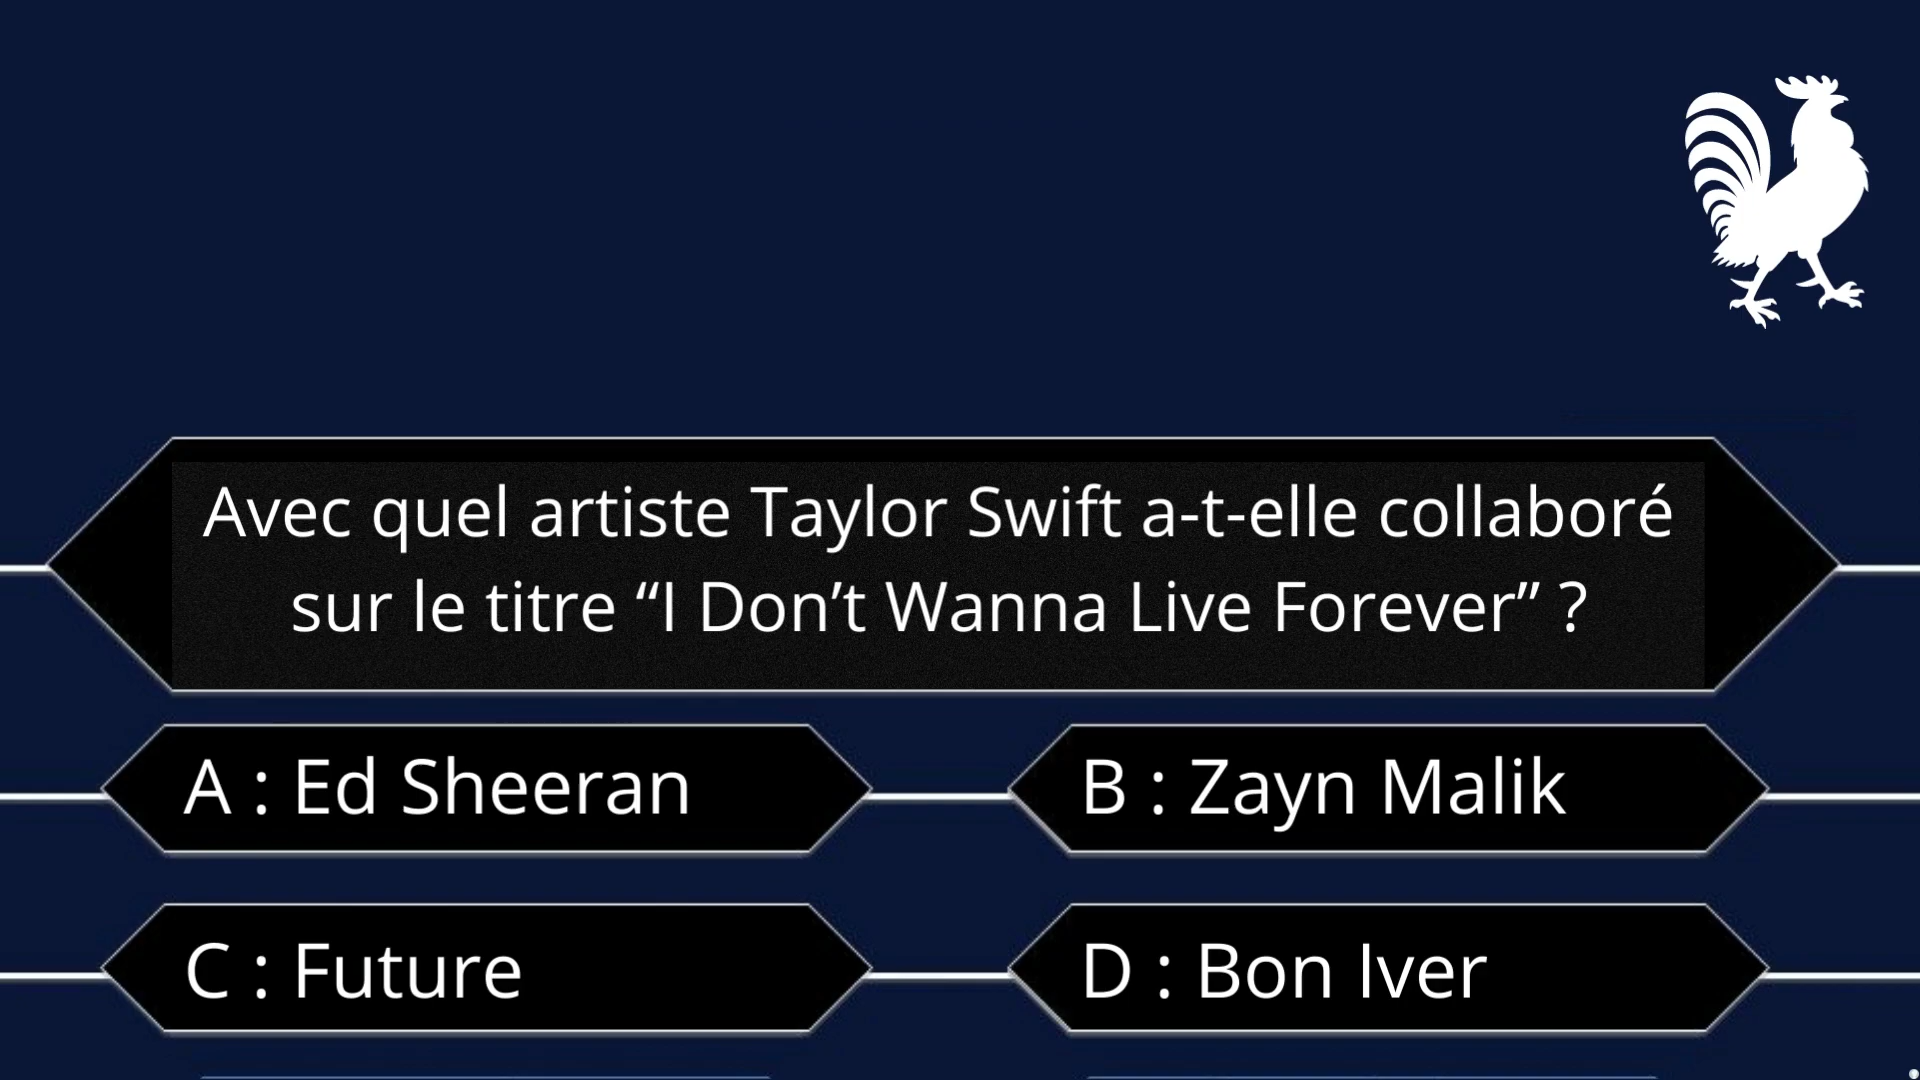 Avec quel artiste Taylor Swift a-t-elle collaboré
sur le titre “I Don’t Wanna Live Forever” ?
A : Ed Sheeran
B : Zayn Malik
C : Future
D : Bon Iver